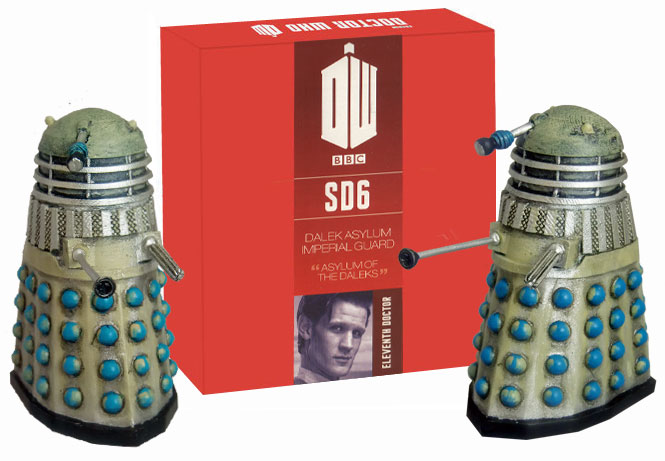 DOCTOR WHO
DW
BBC
SD6
DALEK ASYLUM
IMPERIAL GUARD
“ASYLUM OF
THE DALEKS”
ELEVENTH DOCTOR